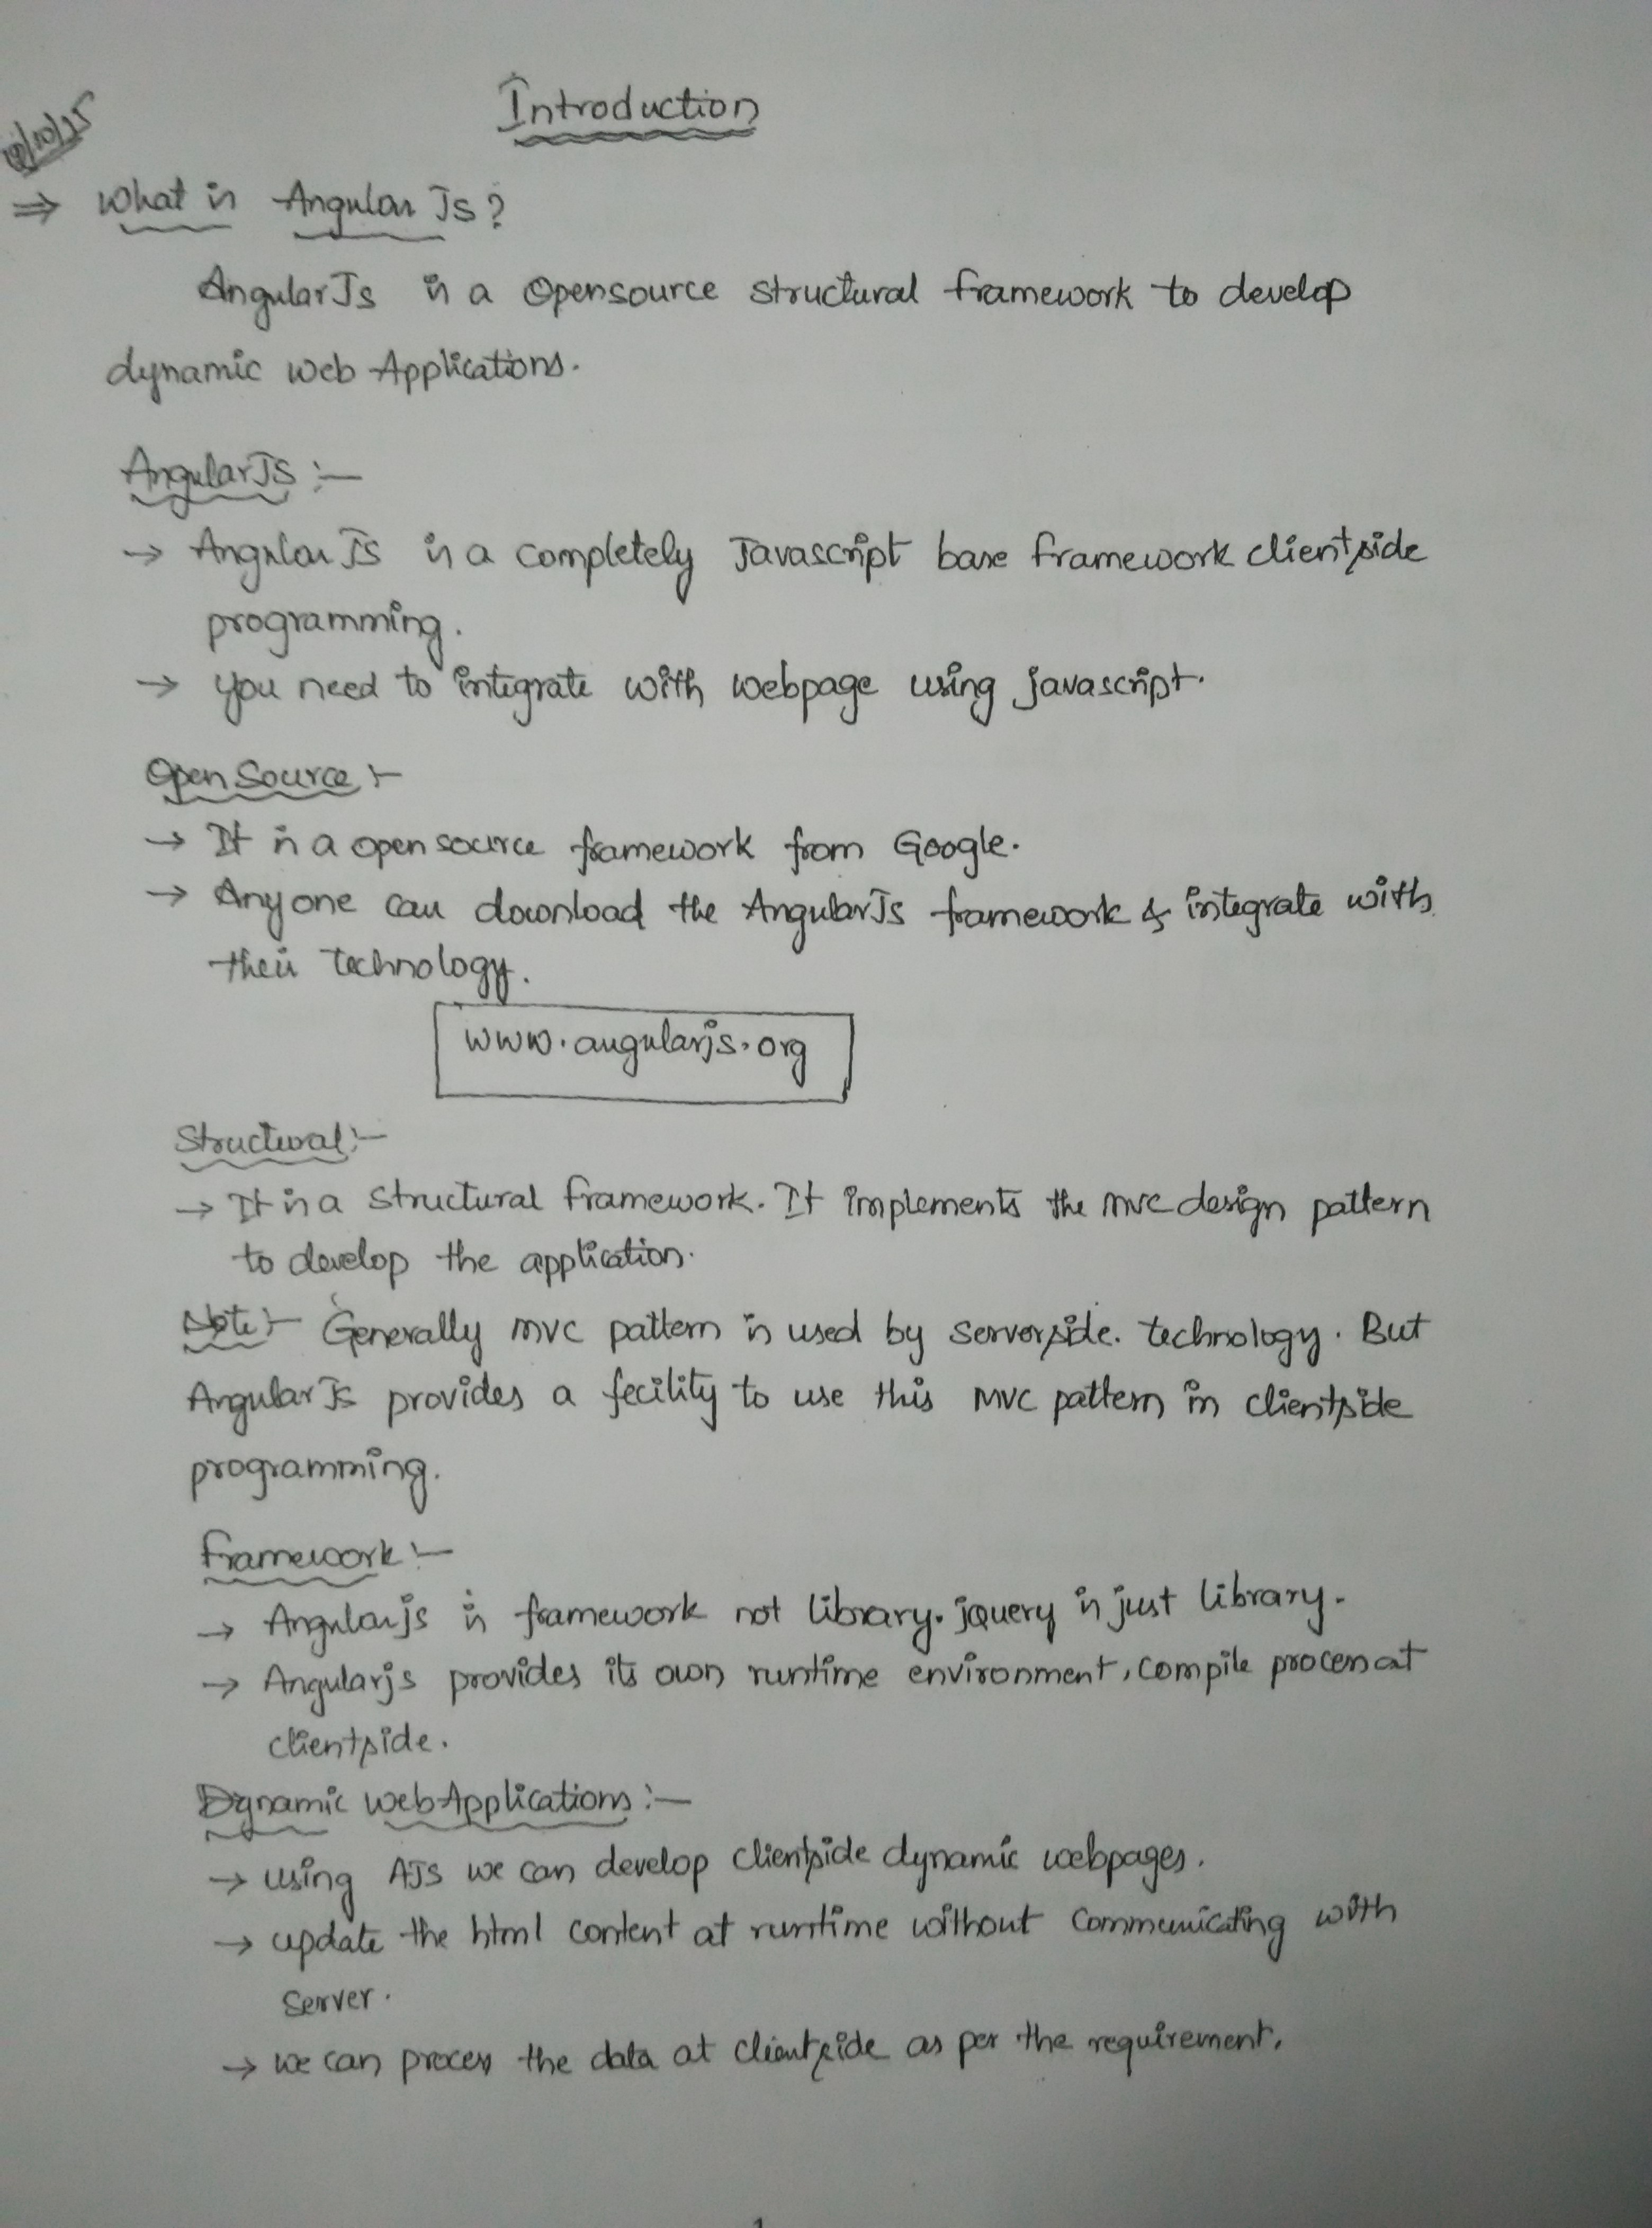 Introduction
/10/25
⇒ What is Angular Js?
AngularJs is a Opensource structural framework to develop
dynamic web Applications.
AngularJS :-
→ AngularJs is a completely Javascript base framework clientside
programming.
→ you need to integrate with webpage using javascript.
Open Source :-
→ It is a open source framework from Google.
→ Anyone can download the AngularJs framework & integrate with
their technology.
www.angularjs.org
Structural :-
→ It is a structural framework. It implements the mvc design pattern
to develop the application.
Note :- Generally mvc pattern is used by serverside. technology. But
AngularJs provides a fecility to use this MVC pattern in clientside
programming.
framework :-
→ Angularjs is framework not library. jquery is just library.
→ Angularjs provides its own runtime environment, compile process at
clientside.
Dynamic web Applications :-
→ using AJS we can develop clientside dynamic webpages.
→ update the html content at runtime without communicating with
server.
→ we can process the data at clientside as per the requirement.
1